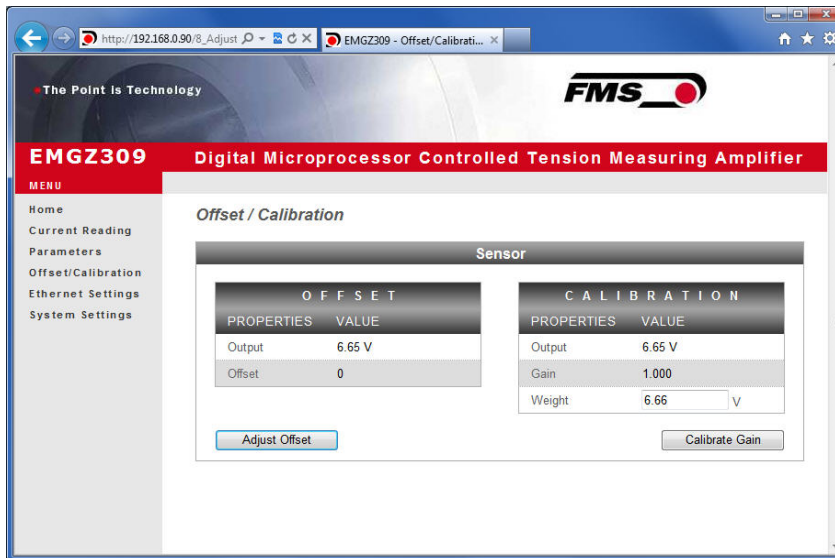 http://192.168.0.90/8_Adjust
EMGZ309 - Offset/Calibrati...
The Point is Technology
FMS
EMGZ309
Digital Microprocessor Controlled Tension Measuring Amplifier
MENU
Home
Current Reading
Parameters
Offset/Calibration
Ethernet Settings
System Settings
Offset / Calibration
Sensor
OFFSET
PROPERTIES VALUE
Output 6.65 V
Offset 0
Adjust Offset
CALIBRATION
PROPERTIES VALUE
Output 6.65 V
Gain 1.000
Weight 6.66 V
Calibrate Gain